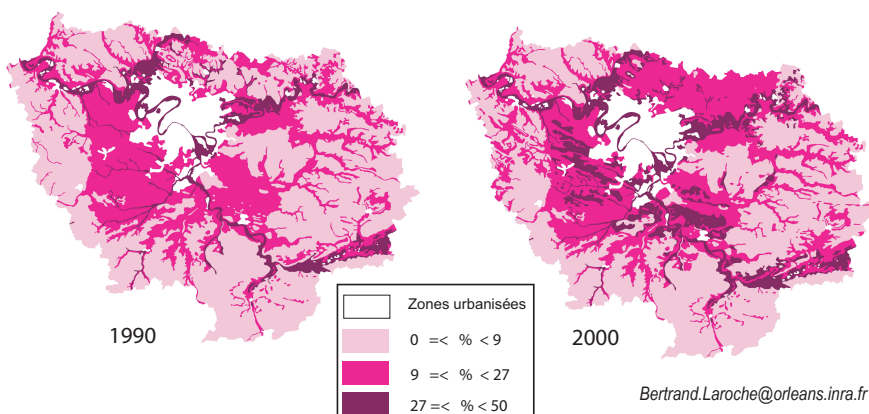 1990
2000
Zones urbanisées
0 =< % < 9
9 =< % < 27
27 =< % < 50
Bertrand.Laroche@orleans.inra.fr